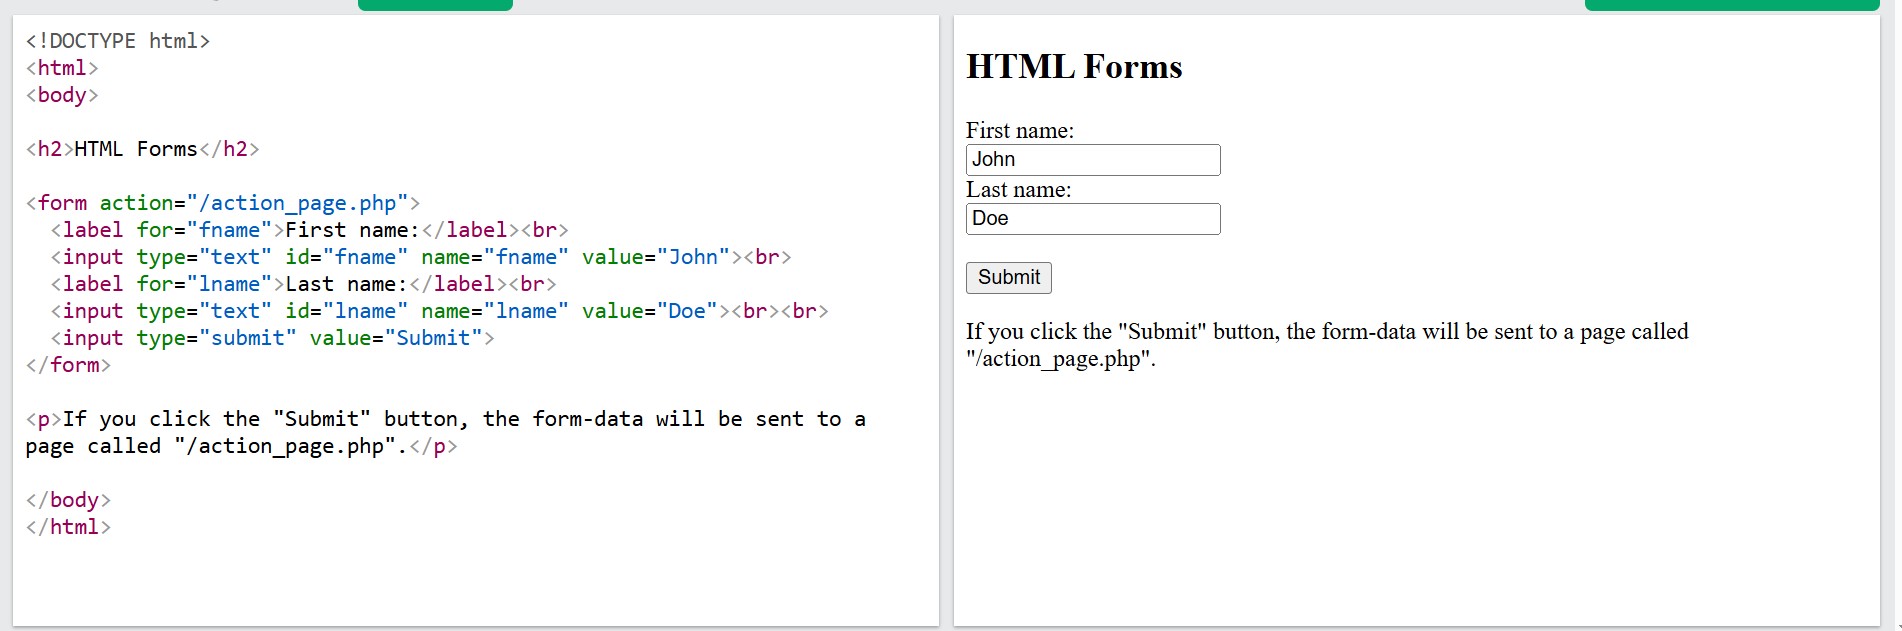 <!DOCTYPE html>
<html>
<body>
<h2>HTML Forms</h2>
<form action="/action_page.php">
<label for="fname">First name:</label><br>
<input type="text" id="fname" name="fname" value="John"><br>
<label for="lname">Last name:</label><br>
<input type="text" id="lname" name="lname" value="Doe"><br><br>
<input type="submit" value="Submit">
</form>
<p>If you click the "Submit" button, the form-data will be sent to a
page called "/action_page.php".</p>
</body>
</html>
HTML Forms
First name:
John
Last name:
Doe
Submit
If you click the "Submit" button, the form-data will be sent to a page called
"/action_page.php".